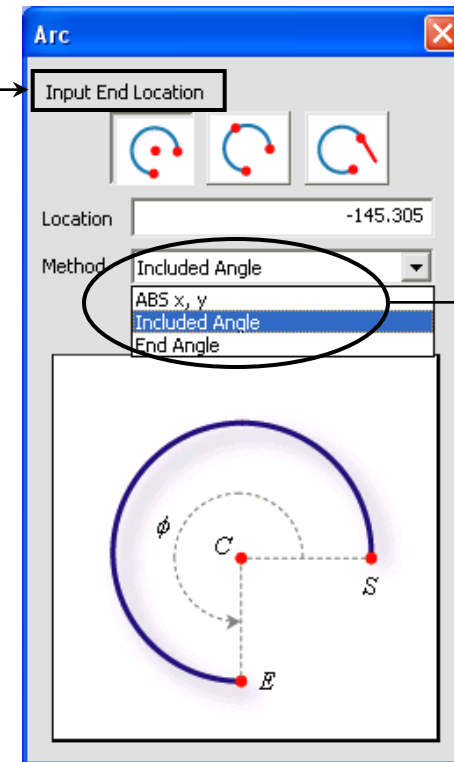 Arc
Input End Location
Location -145.305
Method Included Angle
ABS x, y
Included Angle
End Angle
ϕ
C
S
E